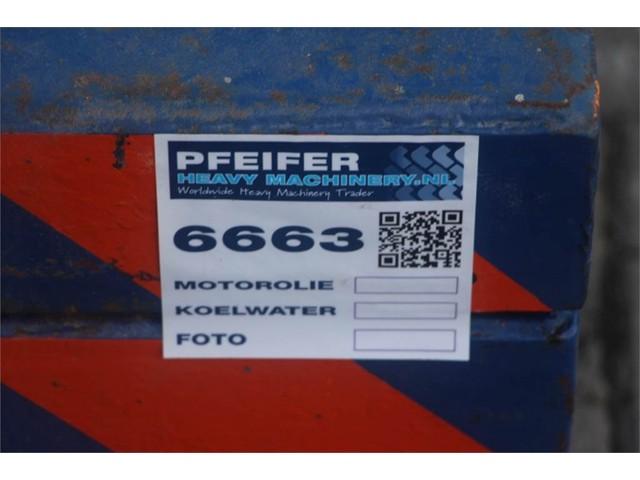 PFEIFER
HEAVY MACHINERY.NL
Worldwide Heavy Machinery Trader
6663
MOTOROLIE
KOELWATER
FOTO